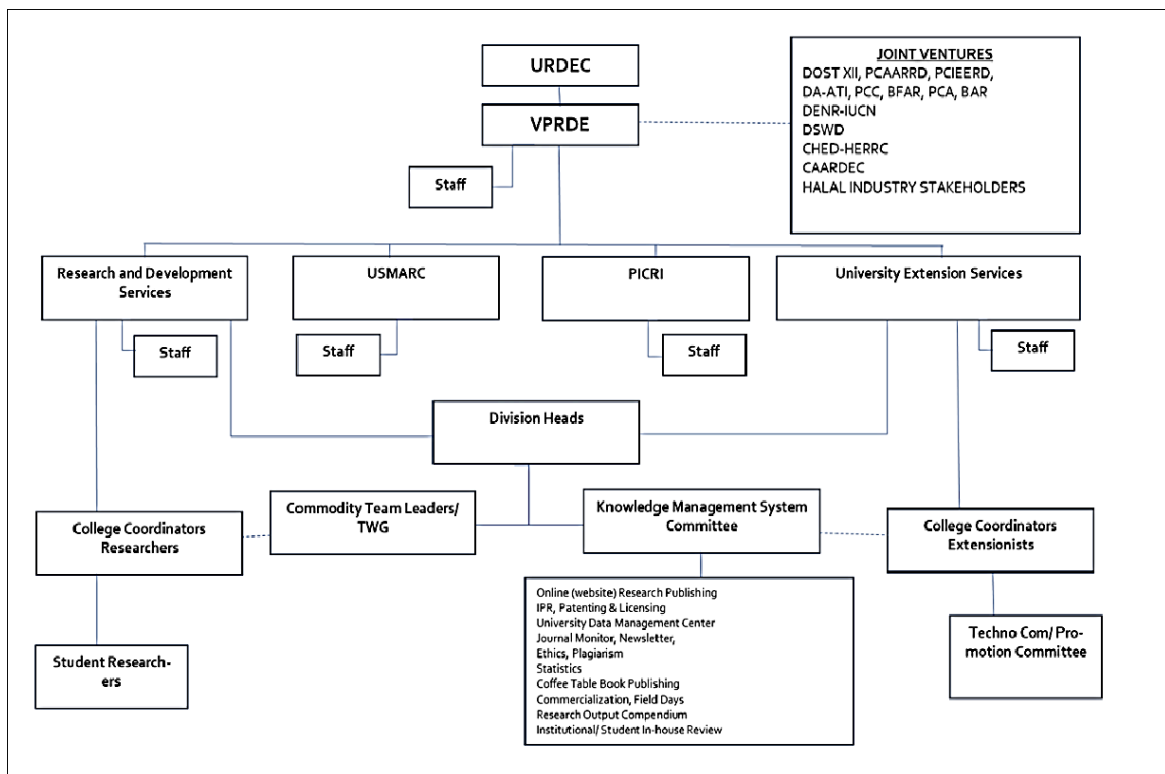 URDEC
JOINT VENTURES
DOST XII, PCAARRD, PCIEERD,
DA-ATI, PCC, BFAR, PCA, BAR
DENR-IUCN
DSWD
CHED-HERRC
CAARDEC
HALAL INDUSTRY STAKEHOLDERS
VPRDE
Staff
Research and Development
Services
USMARC
PICRI
University Extension Services
Staff
Staff
Staff
Staff
Division Heads
College Coordinators
Researchers
Commodity Team Leaders/
TWG
Knowledge Management System
Committee
College Coordinators
Extensionists
Student Research-
ers
Online (website) Research Publishing
IPR, Patenting & Licensing
University Data Management Center
Journal Monitor, Newsletter,
Ethics, Plagiarism
Statistics
Coffee Table Book Publishing
Commercialization, Field Days
Research Output Compendium
Institutional/ Student In-house Review
Techno Com/ Pro-
motion Committee